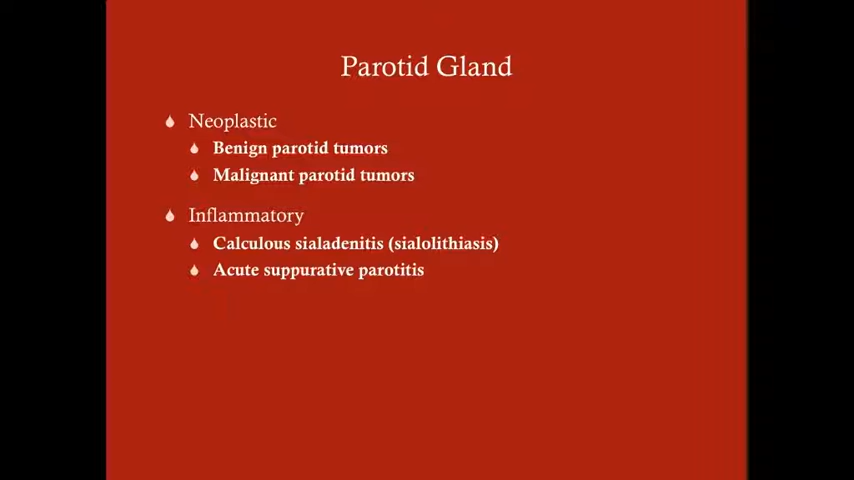 Parotid Gland
Neoplastic
Benign parotid tumors
Malignant parotid tumors
Inflammatory
Calculous sialadenitis (sialolithiasis)
Acute suppurative parotitis